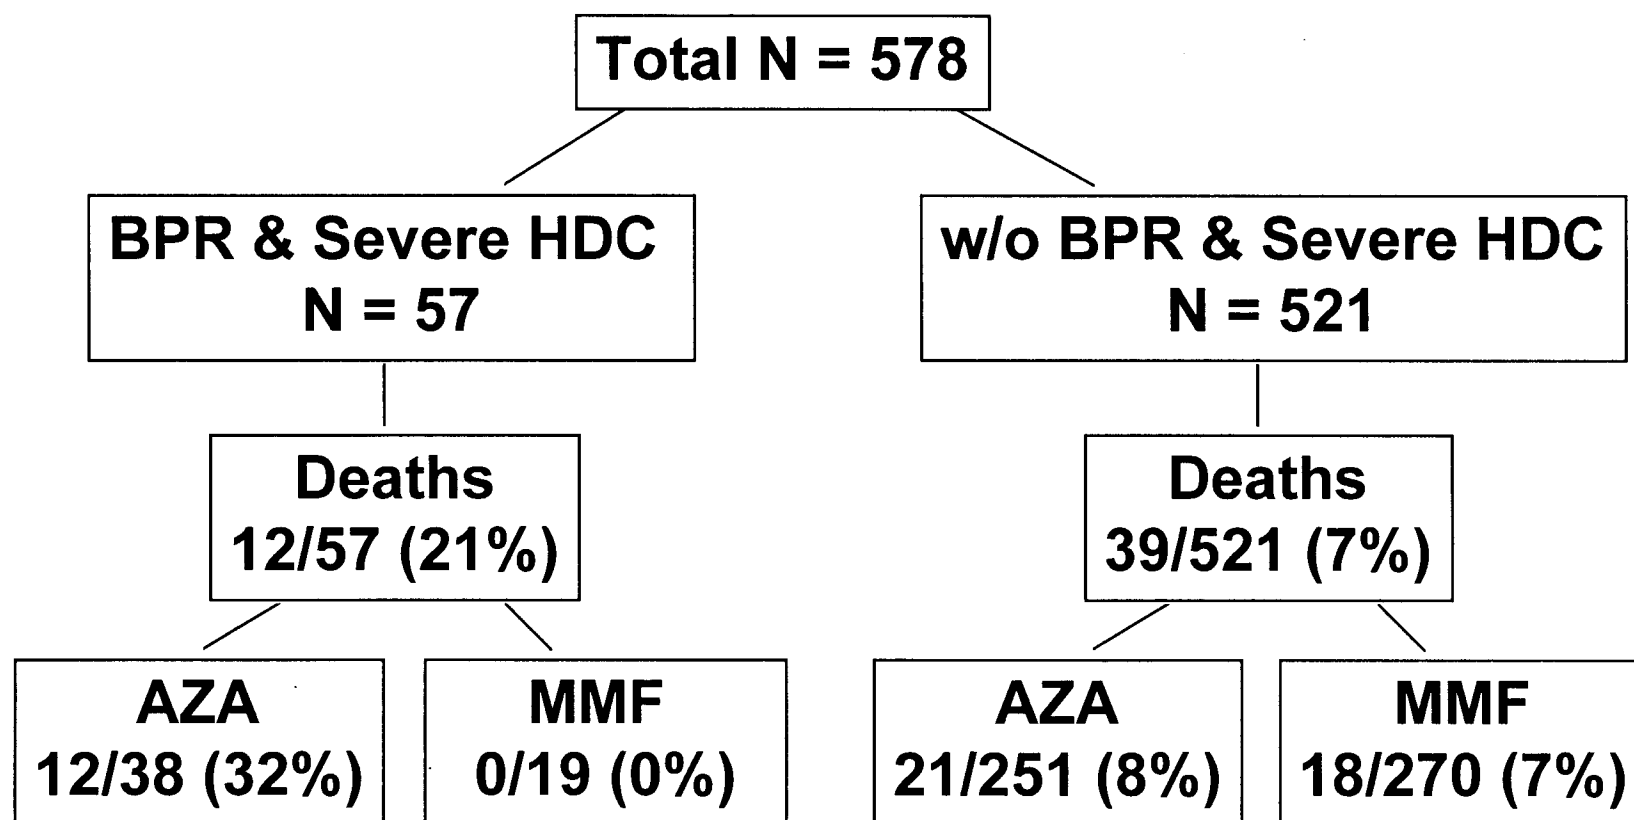 Total N = 578
BPR & Severe HDC
N = 57
w/o BPR & Severe HDC
N = 521
Deaths
12/57 (21%)
Deaths
39/521 (7%)
AZA
12/38 (32%)
MMF
0/19 (0%)
AZA
21/251 (8%)
MMF
18/270 (7%)